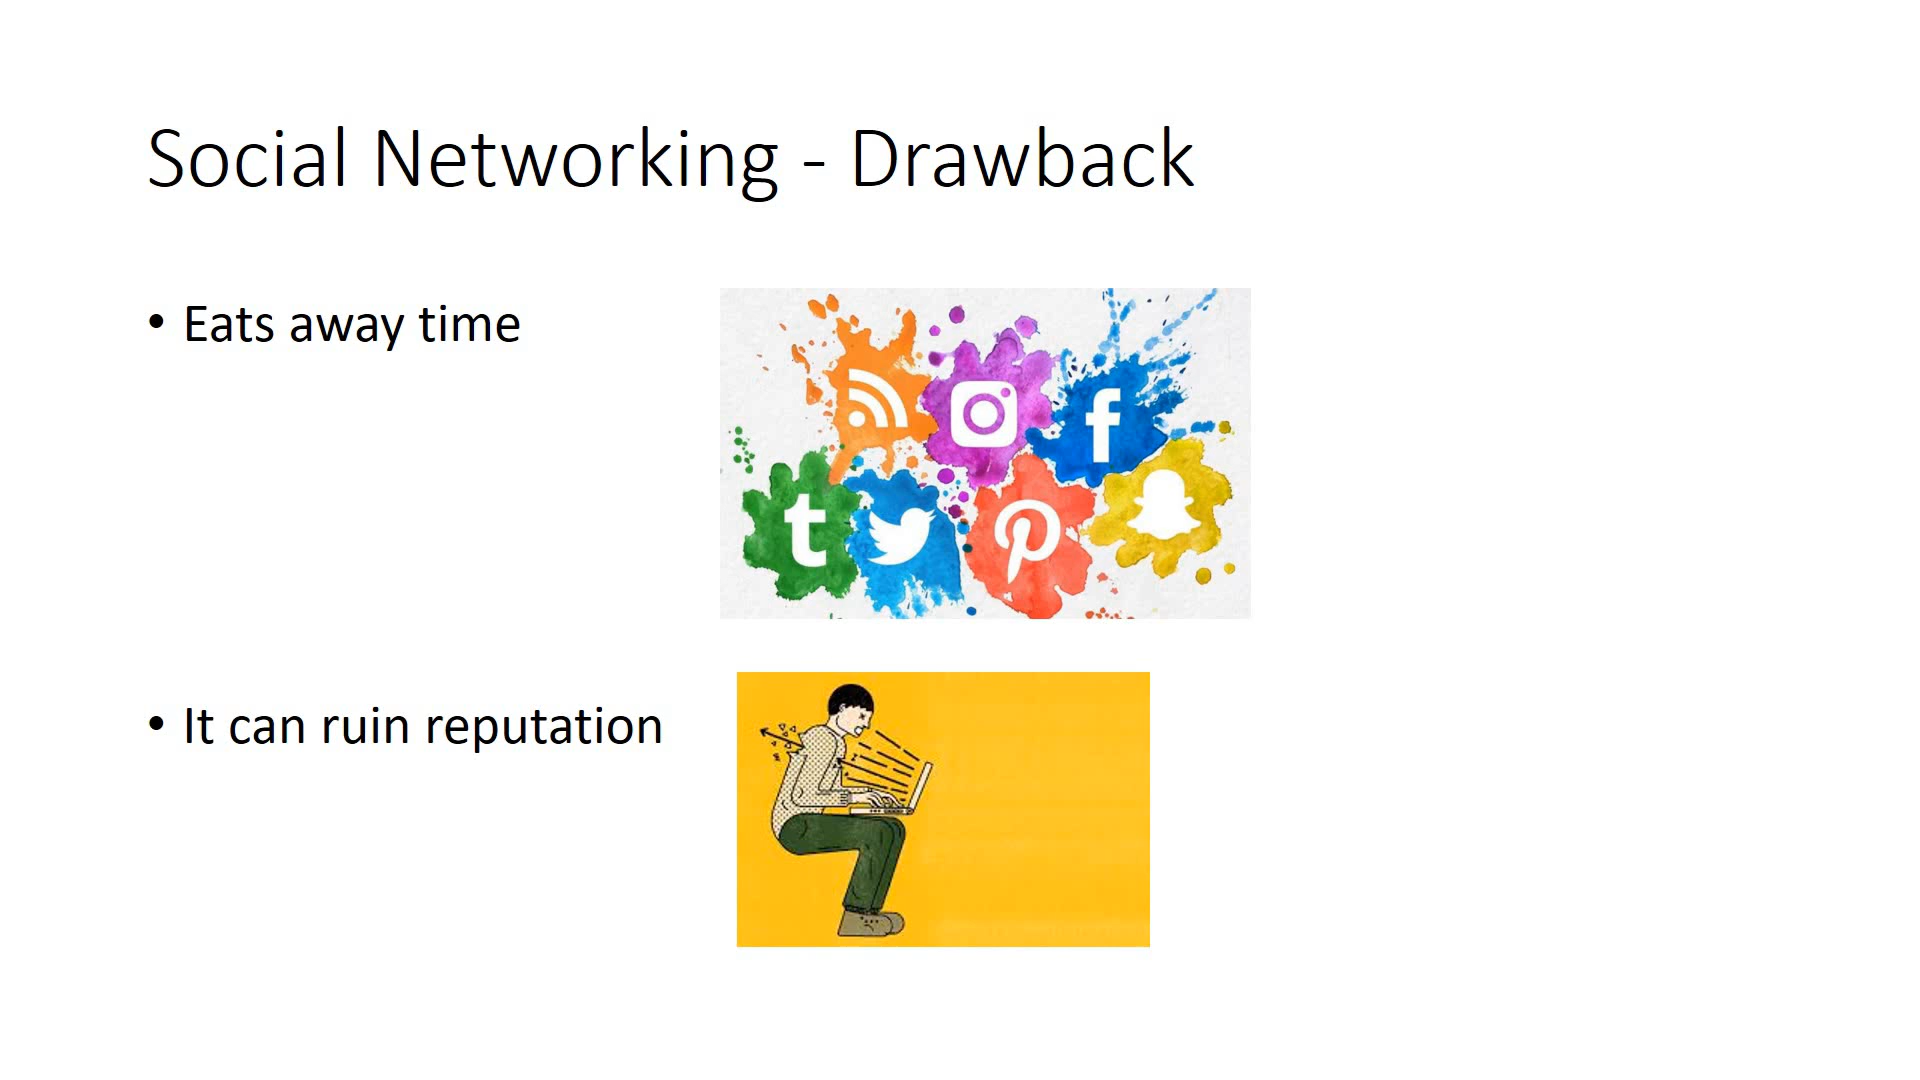 Social Networking - Drawback
• Eats away time
• It can ruin reputation